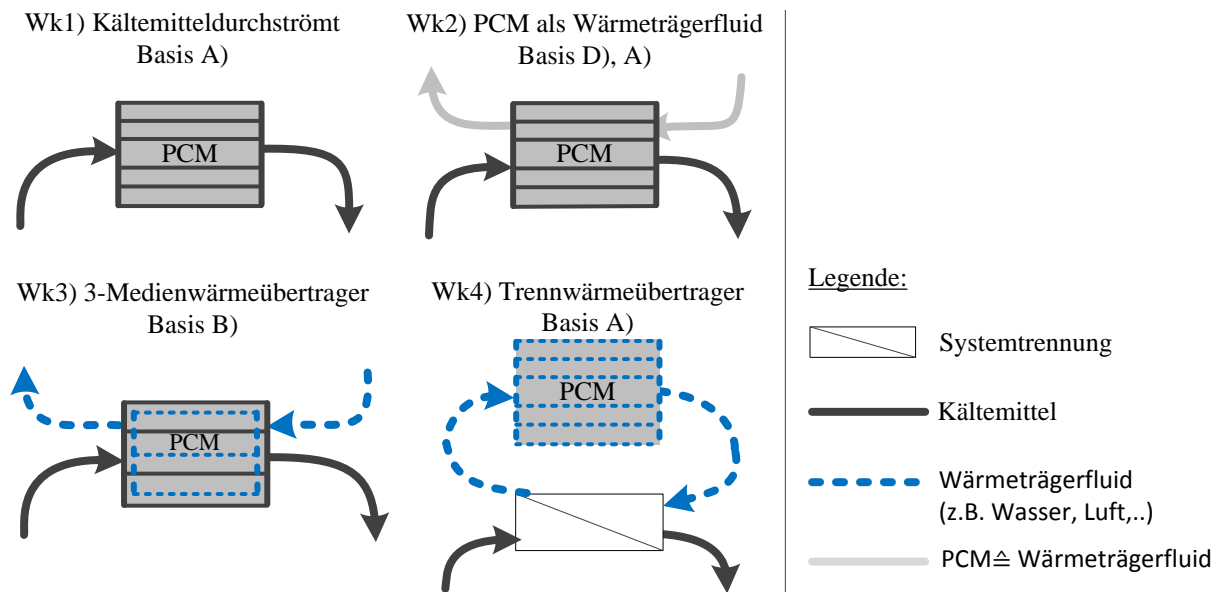 Wk1) Kältemitteldurchströmt
Basis A)
PCM
Wk2) PCM als Wärmeträgerfluid
Basis D), A)
PCM
Wk3) 3-Medienwärmeübertrager
Basis B)
PCM
Wk4) Trennwärmeübertrager
Basis A)
PCM
Legende:
Systemtrennung
Kältemittel
Wärmeträgerfluid
(z.B. Wasser, Luft,..)
PCM≙ Wärmeträgerfluid